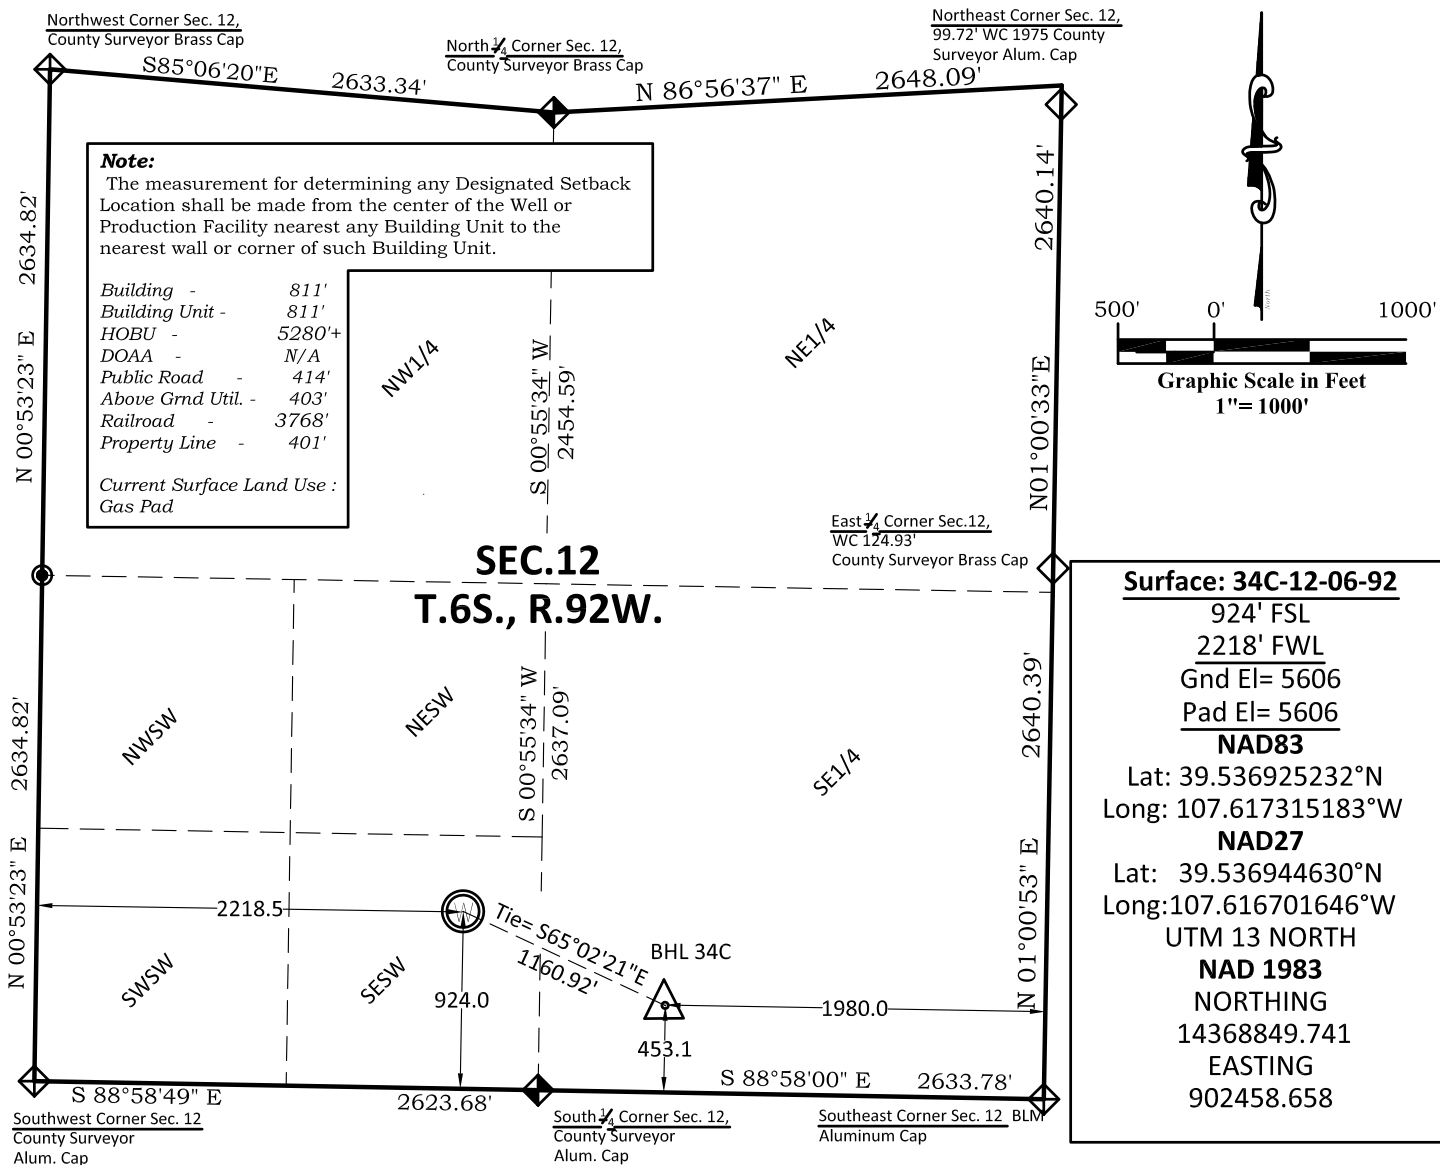 Northwest Corner Sec. 12,
County Surveyor Brass Cap
North 1/4 Corner Sec. 12,
County Surveyor Brass Cap
Northeast Corner Sec. 12,
99.72' WC 1975 County
Surveyor Alum. Cap
S85°06'20"E 2633.34'
N 86°56'37" E 2648.09'
Note:
The measurement for determining any Designated Setback
Location shall be made from the center of the Well or
Production Facility nearest any Building Unit to the
nearest wall or corner of such Building Unit.
Building - 811'
Building Unit - 811'
HOBU - 5280'+
DOAA - N/A
Public Road - 414'
Above Grnd Util. - 403'
Railroad - 3768'
Property Line - 401'
Current Surface Land Use :
Gas Pad
N 00°53'23" E 2634.82'
NW1/4
S 00°55'34" W
2454.59'
NE1/4
N01°00'33"E 2640.14'
North
500' 0' 1000'
Graphic Scale in Feet
1"= 1000'
East 1/4 Corner Sec.12,
WC 124.93'
County Surveyor Brass Cap
SEC.12
T.6S., R.92W.
N 00°53'23" E 2634.82'
NWSW
NESW
S 00°55'34" W
2637.09'
SE1/4
N 01°00'53" E 2640.39'
2218.5
W
Tie= S65°02'21"E
1160.92'
BHL 34C
SWSW
SESW
924.0
1980.0
453.1
S 88°58'49" E 2623.68'
S 88°58'00" E 2633.78'
Southwest Corner Sec. 12
County Surveyor
Alum. Cap
South 1/4 Corner Sec. 12,
County Surveyor
Alum. Cap
Southeast Corner Sec. 12 BLM
Aluminum Cap
Surface: 34C-12-06-92
924' FSL
2218' FWL
Gnd El= 5606
Pad El= 5606
NAD83
Lat: 39.536925232°N
Long: 107.617315183°W
NAD27
Lat: 39.536944630°N
Long:107.616701646°W
UTM 13 NORTH
NAD 1983
NORTHING
14368849.741
EASTING
902458.658